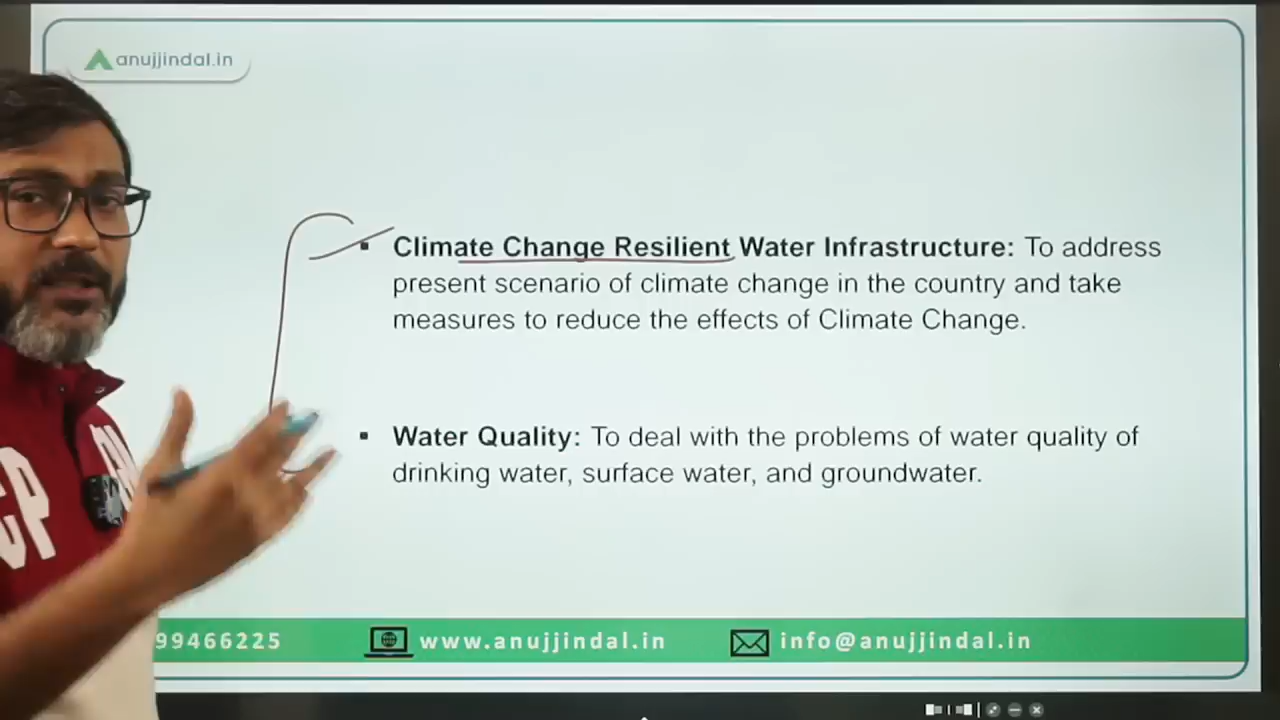 anujjindal.in
▪ Climate Change Resilient Water Infrastructure: To address
present scenario of climate change in the country and take
measures to reduce the effects of Climate Change.
▪ Water Quality: To deal with the problems of water quality of
drinking water, surface water, and groundwater.
99466225 www.anujjindal.in info@anujjindal.in